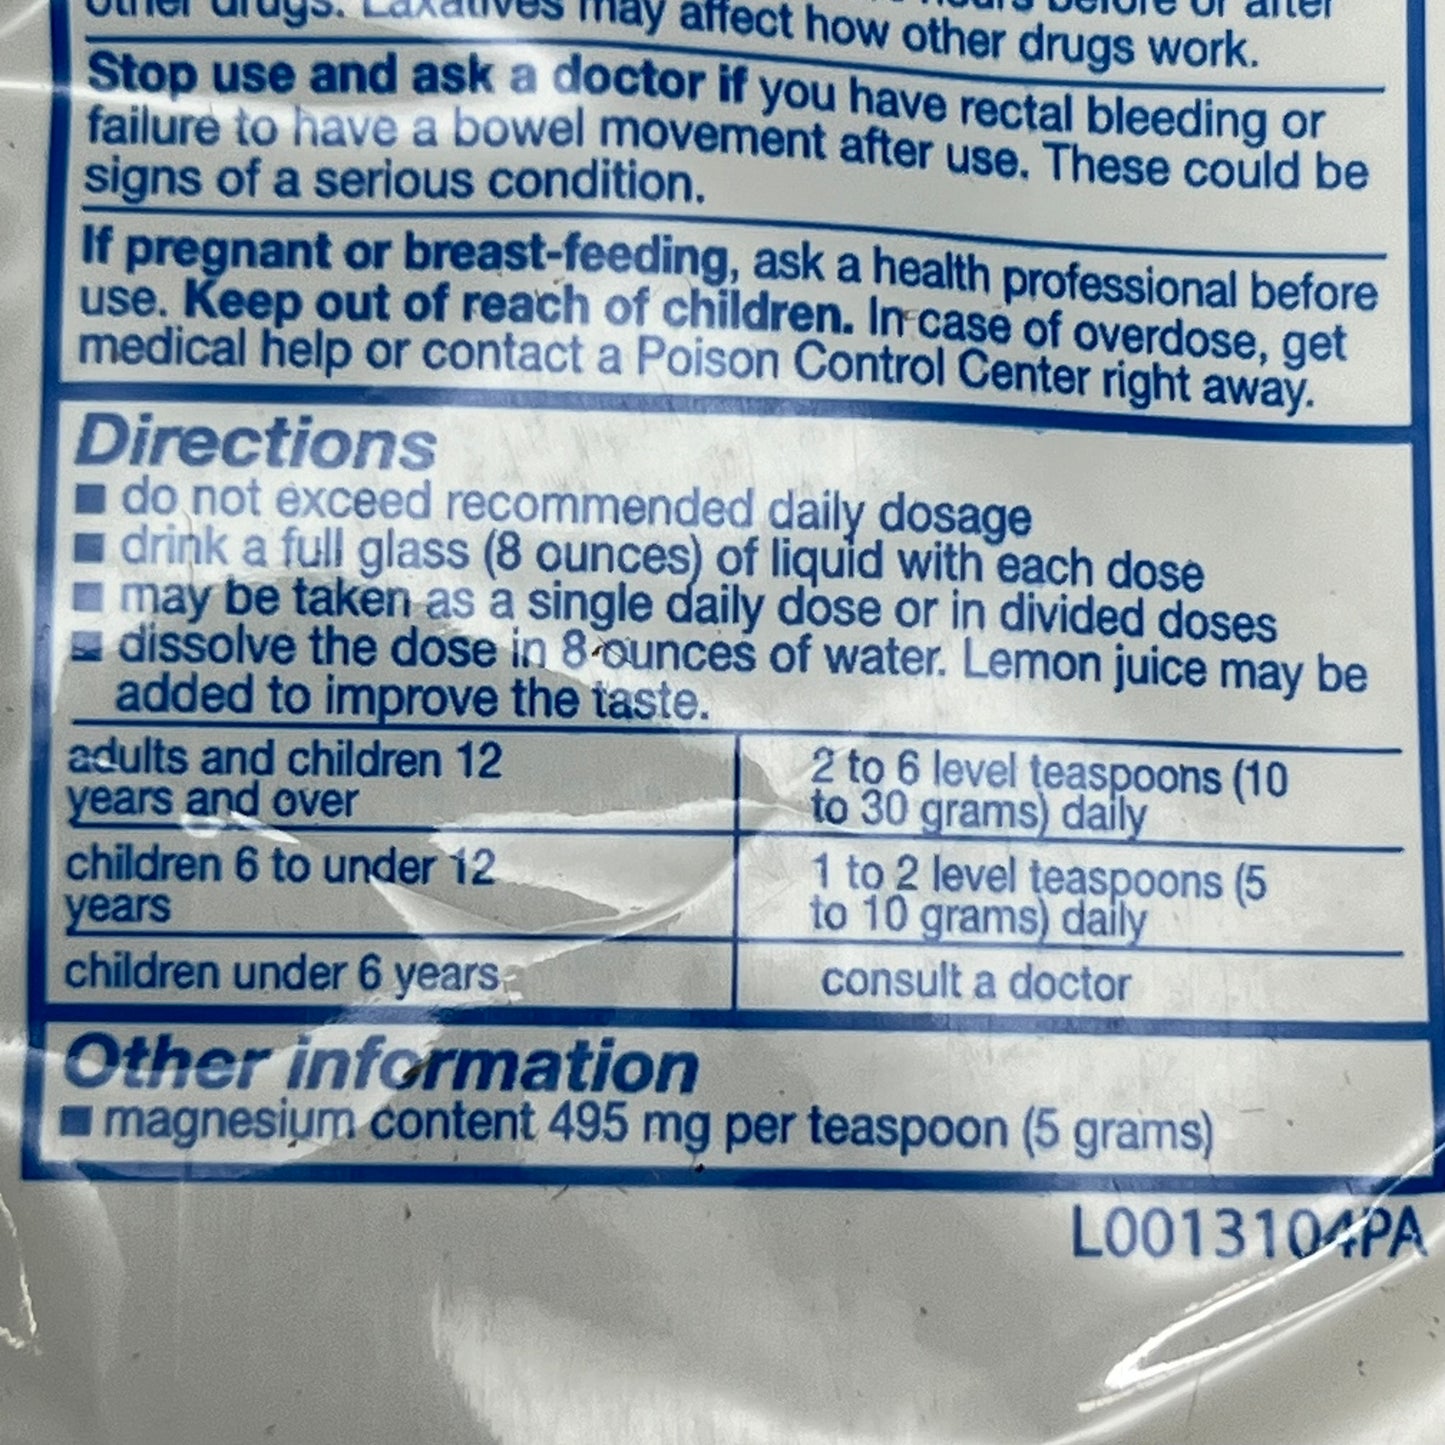 other drugs. Laxatives may affect how other drugs work.
Stop use and ask a doctor if you have rectal bleeding or
failure to have a bowel movement after use. These could be
signs of a serious condition.
If pregnant or breast-feeding, ask a health professional before
use. Keep out of reach of children. In case of overdose, get
medical help or contact a Poison Control Center right away.
Directions
■ do not exceed recommended daily dosage
■ drink a full glass (8 ounces) of liquid with each dose
■ may be taken as a single daily dose or in divided doses
■ dissolve the dose in 8 ounces of water. Lemon juice may be
added to improve the taste.
adults and children 12
years and over
2 to 6 level teaspoons (10
to 30 grams) daily
children 6 to under 12
years
1 to 2 level teaspoons (5
to 10 grams) daily
children under 6 years
consult a doctor
Other information
■ magnesium content 495 mg per teaspoon (5 grams)
L0013104PA